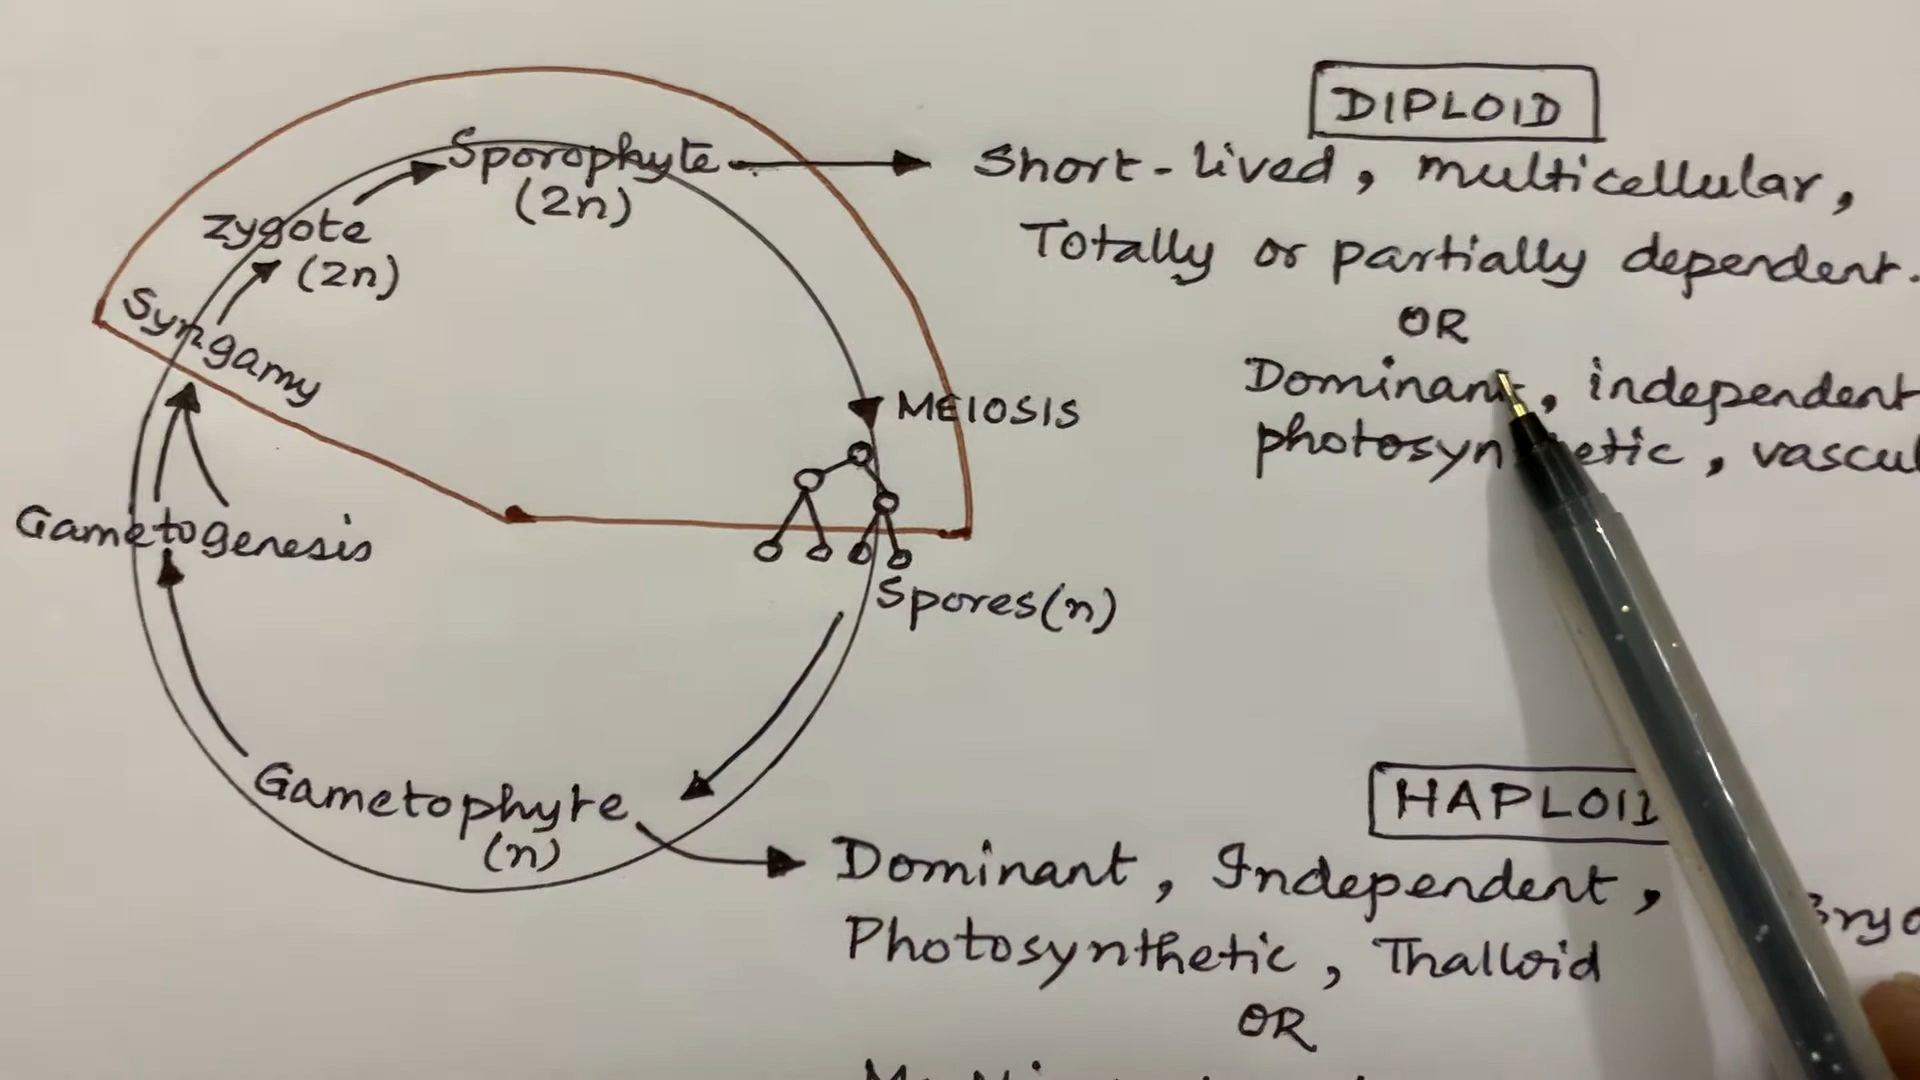 DIPLOID
Sporophyte
(2n)
Short-lived, multicellular,
Totally or partially dependent.
OR
Dominant, independent
photosynthetic,
zygote
(2n)
Syngamy
MEIOSIS
Gametogenesis
Spores(n)
Gametophyte
(n)
Dominant, Independent,
Photosynthetic, Thalloid
OR